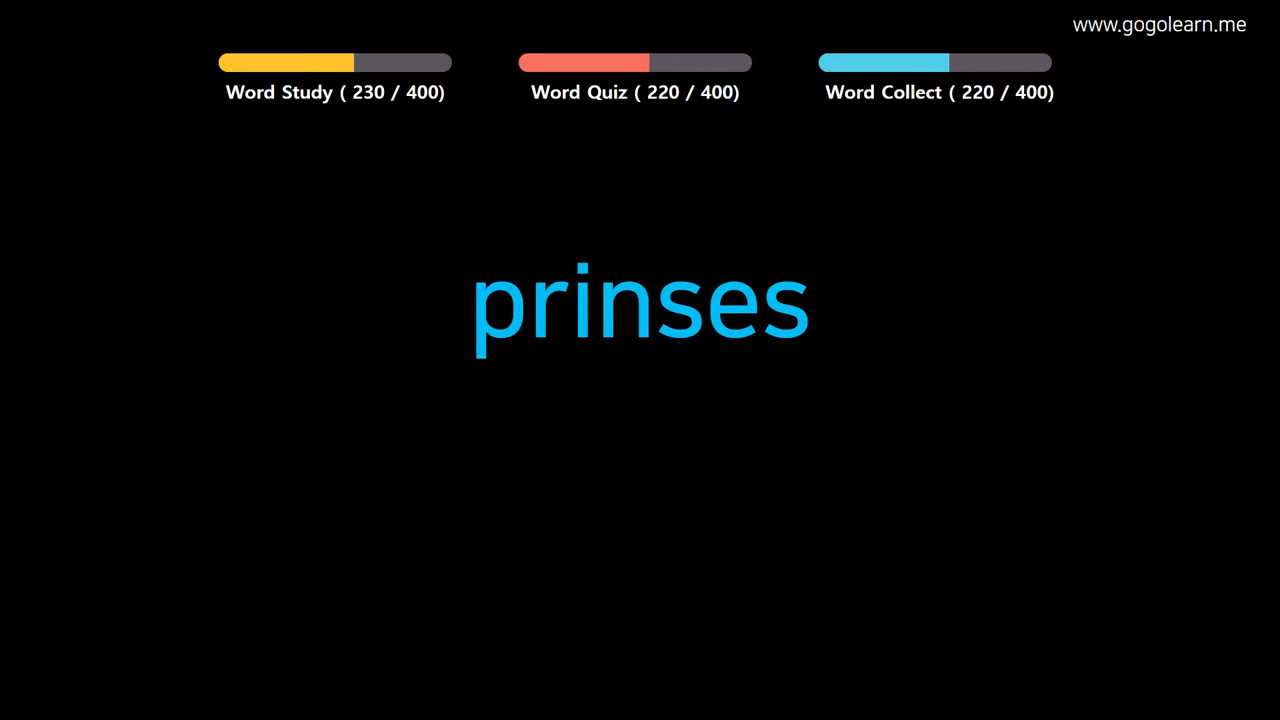 www.gogolearn.me
Word Study ( 230 / 400)
Word Quiz ( 220 / 400)
Word Collect ( 220 / 400)
prinses